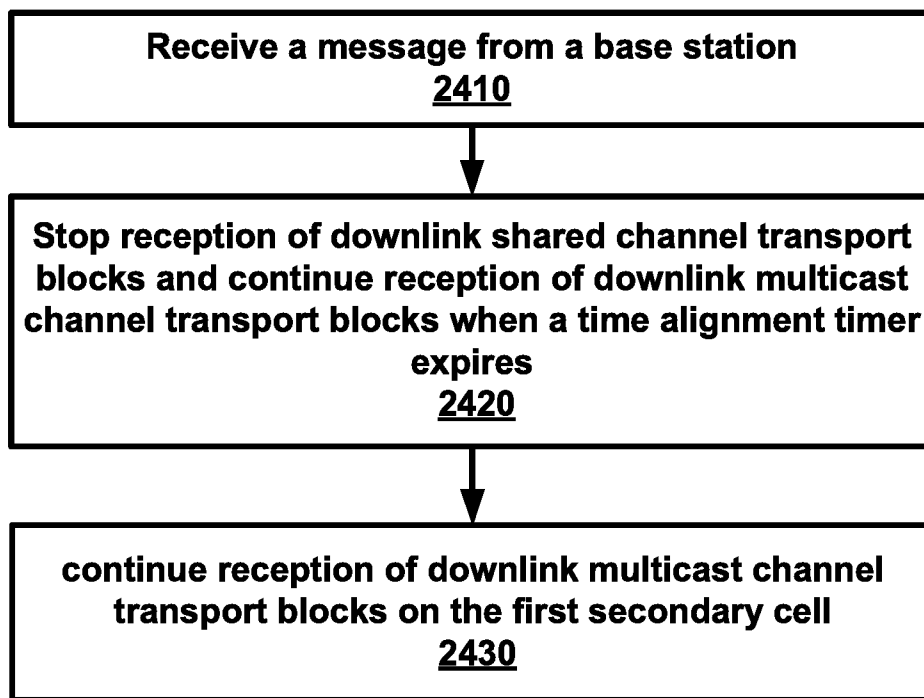 Receive a message from a base station
2410
Stop reception of downlink shared channel transport
blocks and continue reception of downlink multicast
channel transport blocks when a time alignment timer
expires
2420
continue reception of downlink multicast channel
transport blocks on the first secondary cell
2430